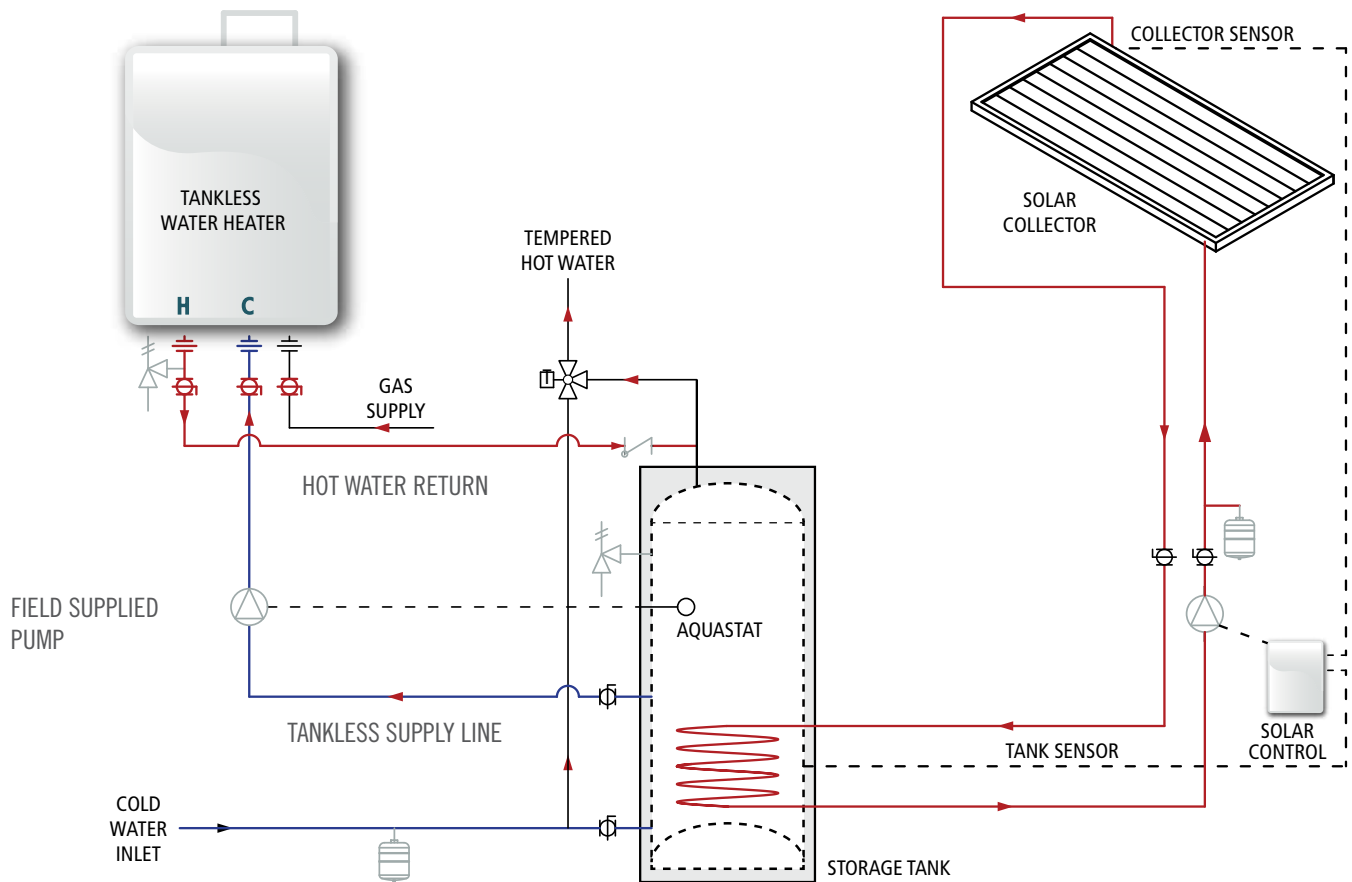 COLLECTOR SENSOR
TANKLESS
WATER HEATER
SOLAR
COLLECTOR
TEMPERED
HOT WATER
H C
T
GAS
SUPPLY
HOT WATER RETURN
FIELD SUPPLIED
PUMP
AQUASTAT
TANKLESS SUPPLY LINE
SOLAR
CONTROL
TANK SENSOR
COLD
WATER
INLET
STORAGE TANK